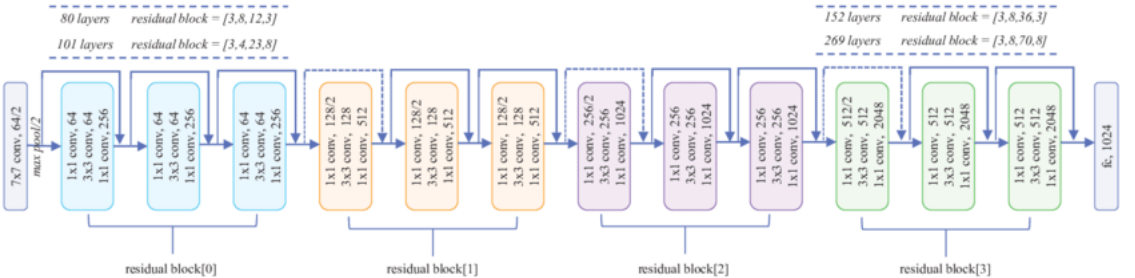 80 layers residual block = [3,8,12,3]
101 layers residual block = [3,4,23,8]
152 layers residual block = [3,8,36,3]
269 layers residual block = [3,8,70,8]
7x7 conv, 64/2
max pool/2
1x1 conv, 64
3x3 conv, 64
1x1 conv, 256
1x1 conv, 64
3x3 conv, 64
1x1 conv, 256
1x1 conv, 64
3x3 conv, 64
1x1 conv, 256
1x1 conv, 128/2
3x3 conv, 128
1x1 conv, 512
1x1 conv, 128/2
3x3 conv, 128
1x1 conv, 512
1x1 conv, 128/2
3x3 conv, 128
1x1 conv, 512
1x1 conv, 256/2
3x3 conv, 256
1x1 conv, 1024
1x1 conv, 256
3x3 conv, 256
1x1 conv, 1024
1x1 conv, 256
3x3 conv, 256
1x1 conv, 1024
1x1 conv, 512/2
3x3 conv, 512
1x1 conv, 2048
1x1 conv, 512
3x3 conv, 512
1x1 conv, 2048
1x1 conv, 512
3x3 conv, 512
1x1 conv, 2048
fc, 1024
residual block[0]
residual block[1]
residual block[2]
residual block[3]